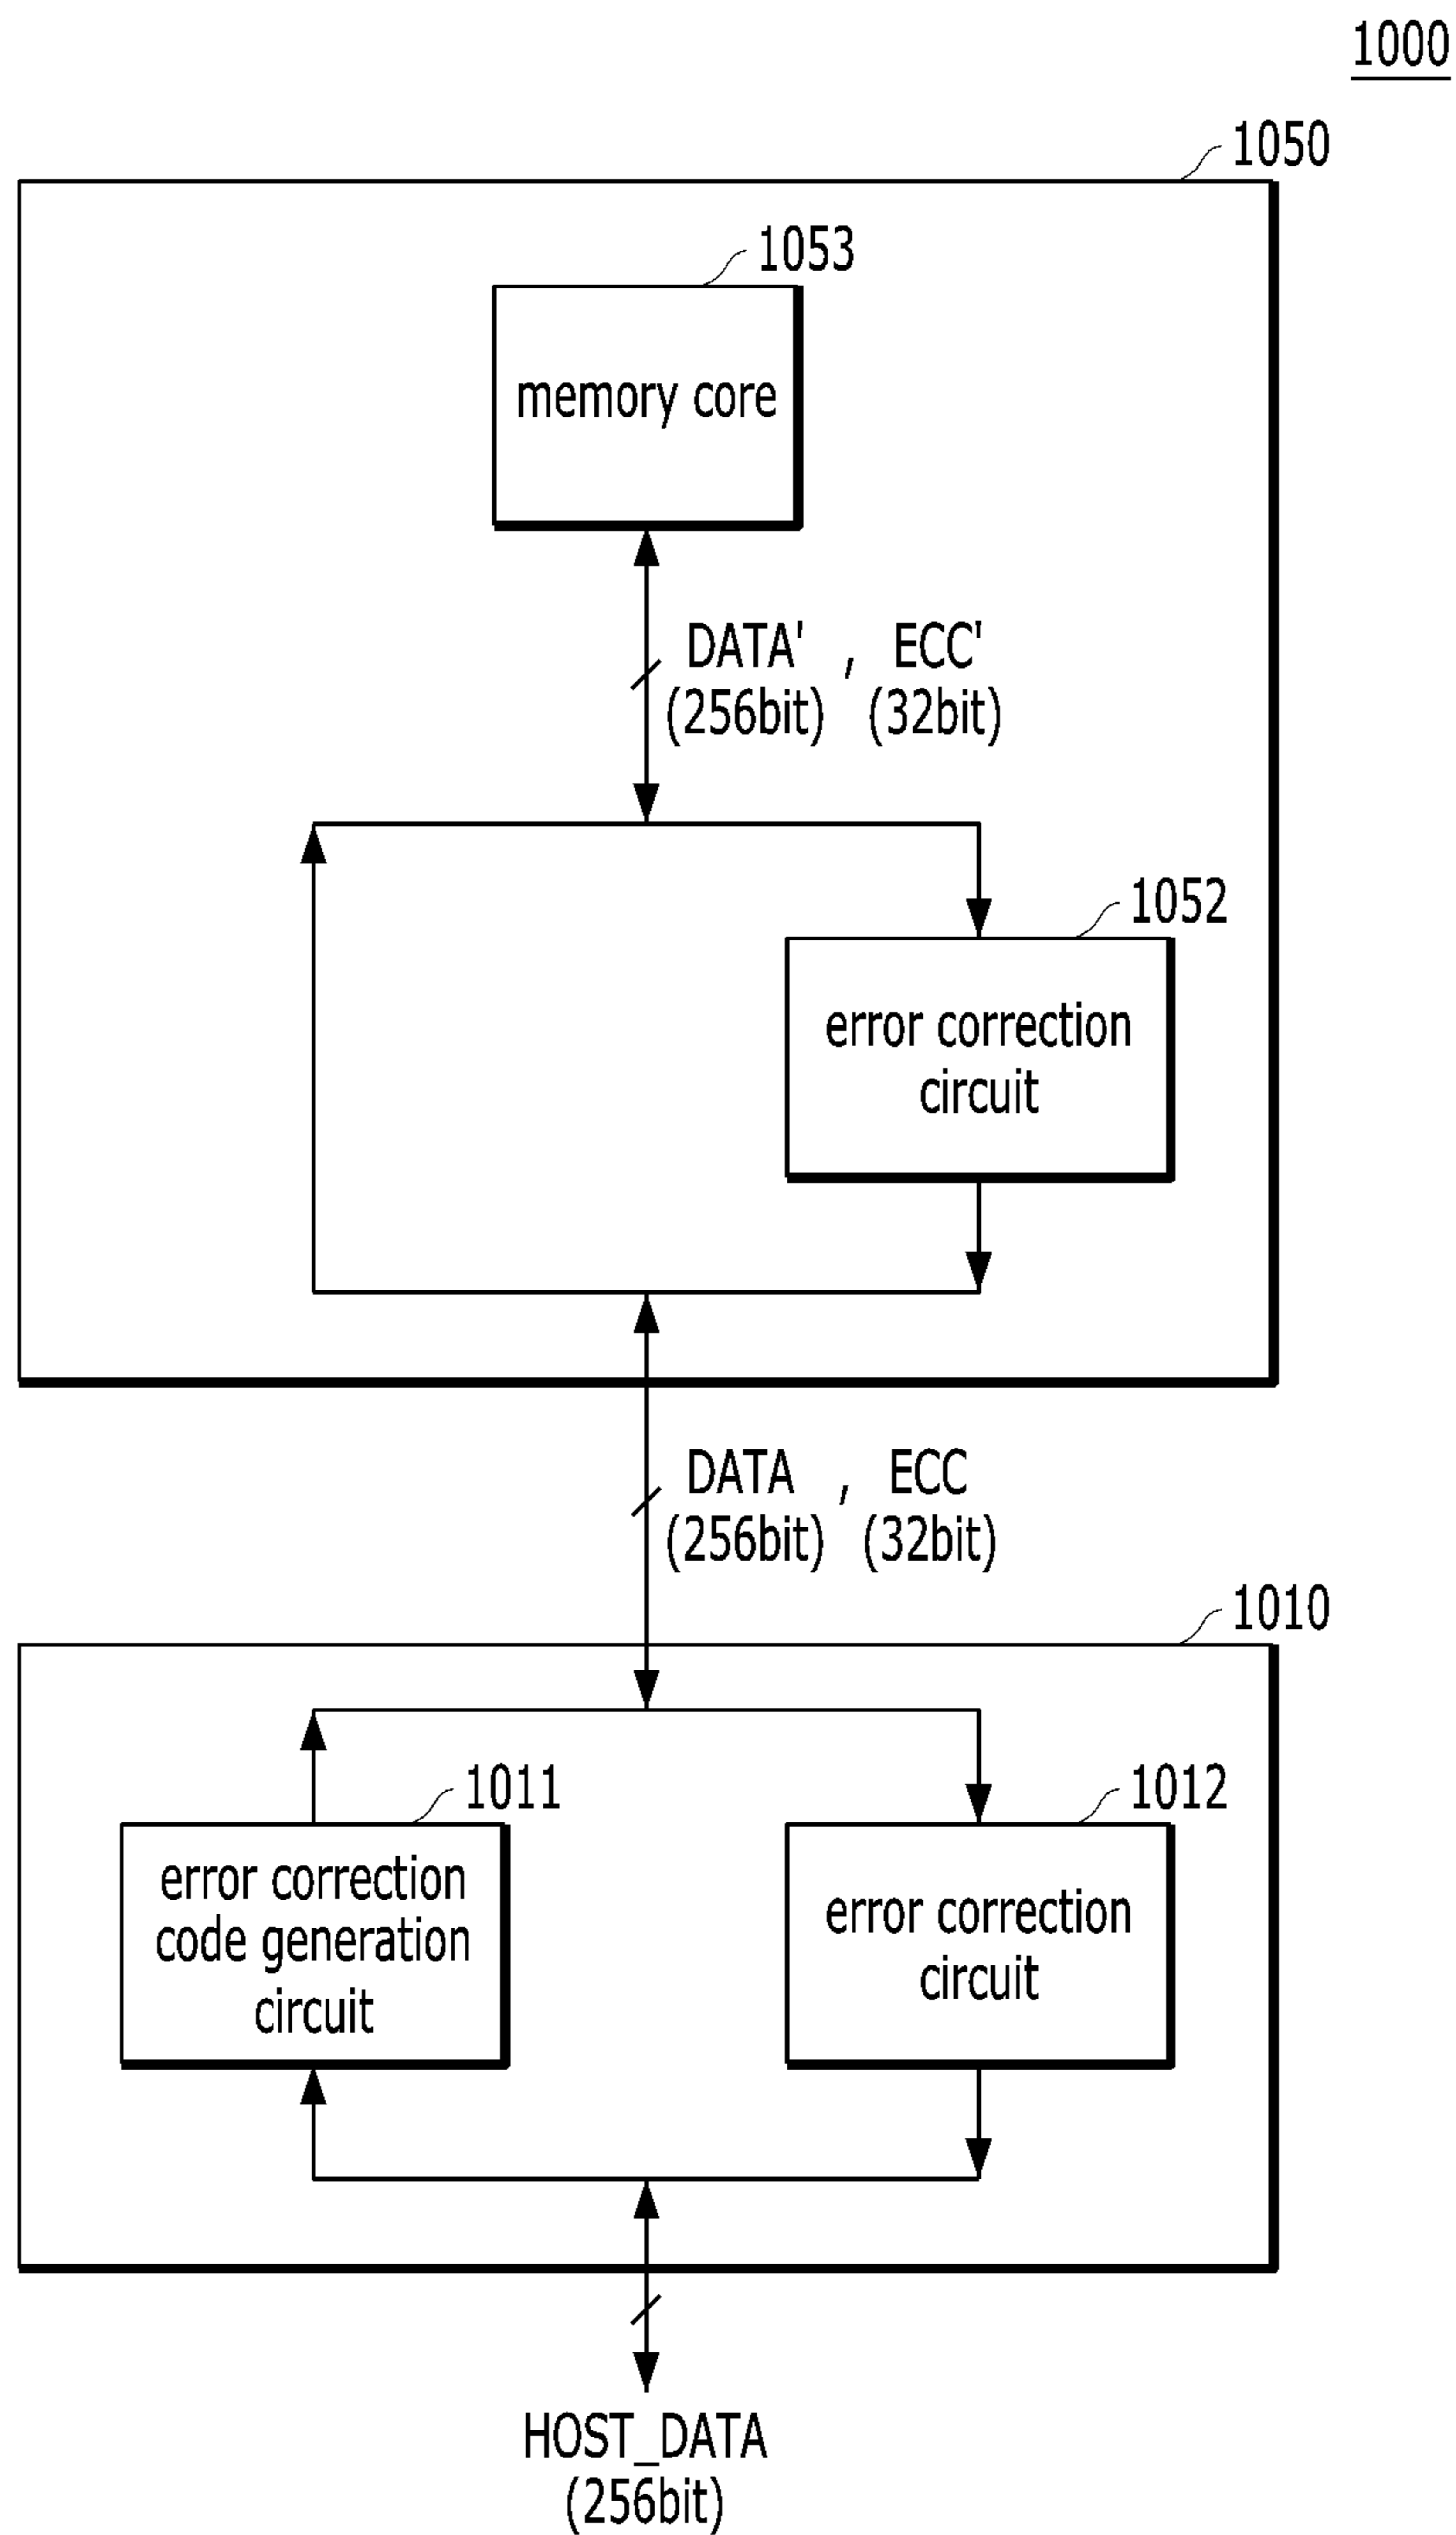 1000
1050
1053
memory core
DATA' , ECC'
(256bit) (32bit)
1052
error correction
circuit
DATA , ECC
(256bit) (32bit)
1010
1011
1012
error correction
code generation
circuit
error correction
circuit
HOST_DATA
(256bit)